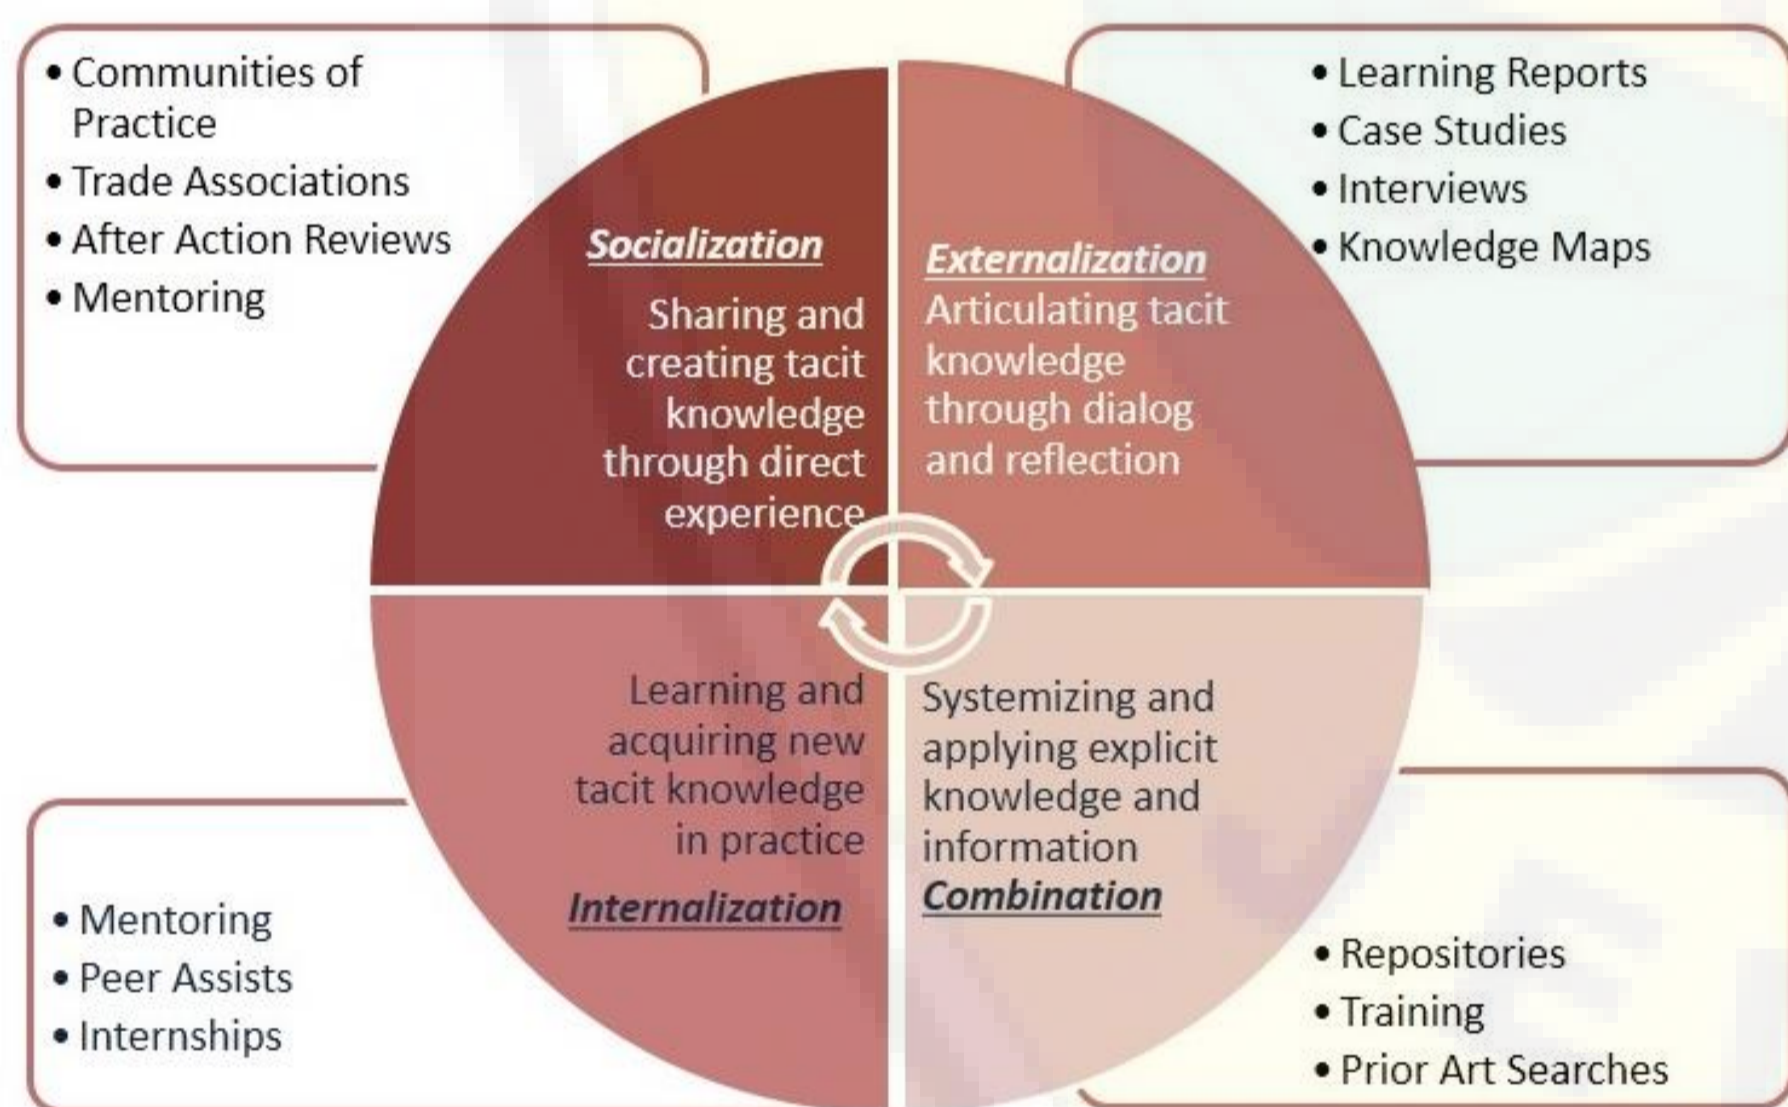 • Communities of
Practice
• Trade Associations
• After Action Reviews
• Mentoring
Socialization
Sharing and
creating tacit
knowledge
through direct
experience
Externalization
Articulating tacit
knowledge
through dialog
and reflection
• Learning Reports
• Case Studies
• Interviews
• Knowledge Maps
Learning and
acquiring new
tacit knowledge
in practice
Internalization
• Mentoring
• Peer Assists
• Internships
Systemizing and
applying explicit
knowledge and
information
Combination
• Repositories
• Training
• Prior Art Searches